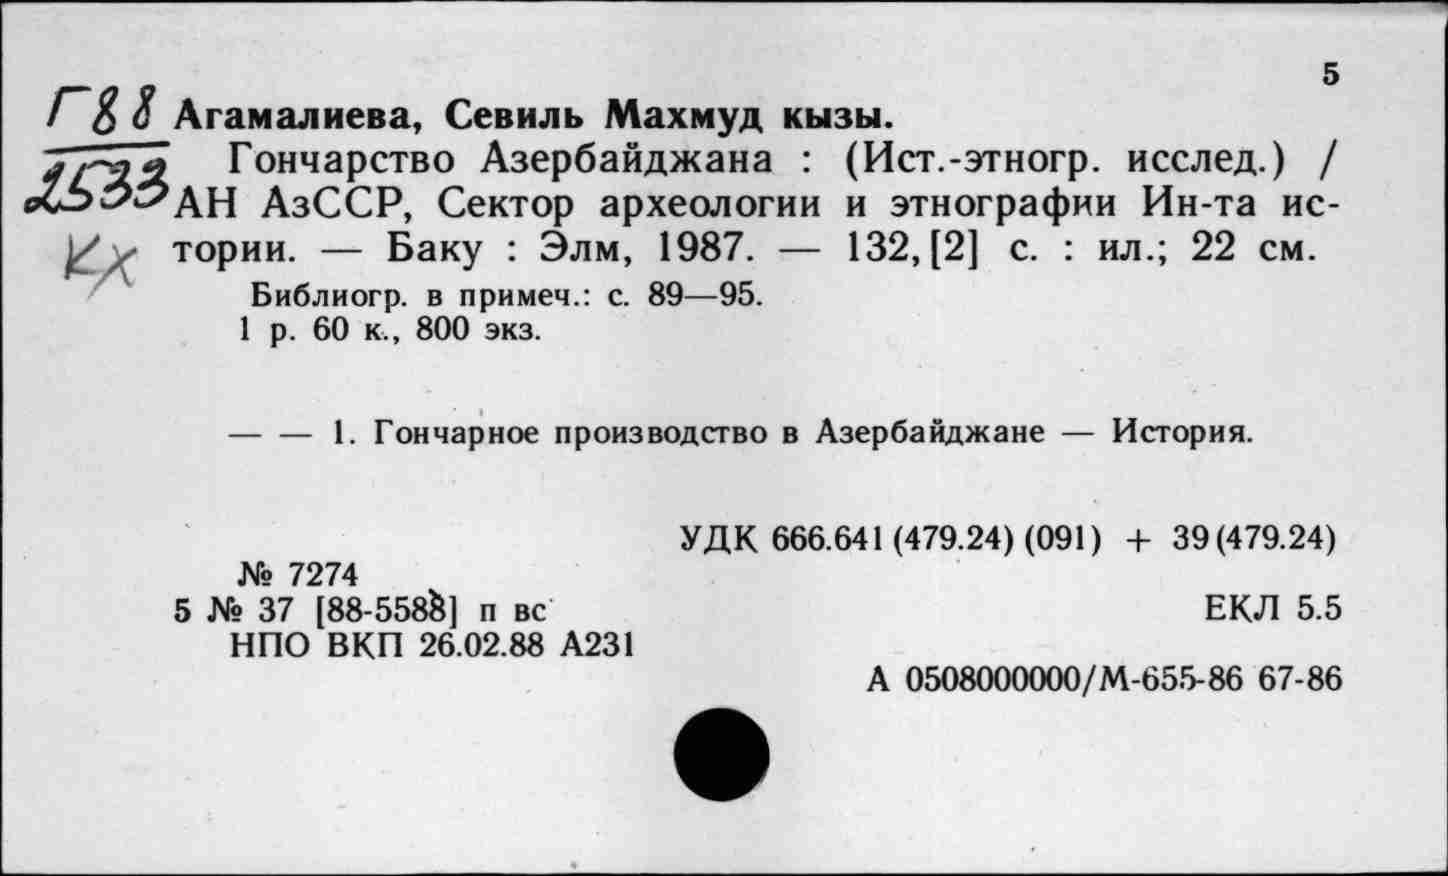 5
Г88 Агамалиева, Севиль Махмуд кызы.
2533 Гончарство Азербайджана : (Ист.-этногр. исслед.) /
АН АзССР, Сектор археологии и этнографии Ин-та ис-
кх тории. — Баку : Элм, 1987. — 132,[2] с. : ил.; 22 см.
Библиогр. в примеч.: с. 89—95.
1 р. 60 к., 800 экз.
— — 1. Гончарное производство в Азербайджане — История.
УДК 666.641 (479.24) (091) + 39 (479.24)
№ 7274
5 № 37 [88-5588] п вс ЕКЛ 5.5
НПО ВКП 26.02.88 А231
А 0508000000/М-655-86 67-86